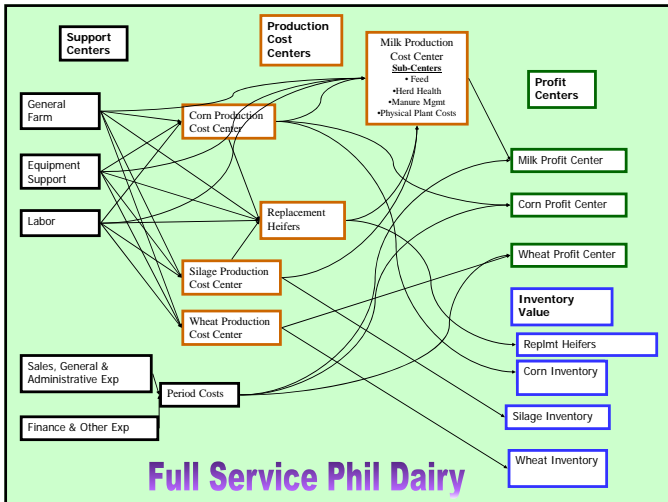 Support
Centers
Production
Cost
Centers
Milk Production
Cost Center
Sub-Centers
• Feed
•Herd Health
•Manure Mgmt
•Physical Plant Costs
Profit
Centers
General
Farm
Corn Production
Cost Center
Equipment
Support
Milk Profit Center
Corn Profit Center
Labor
Replacement
Heifers
Wheat Profit Center
Silage Production
Cost Center
Inventory
Value
Wheat Production
Cost Center
Replmt Heifers
Corn Inventory
Sales, General &
Administrative Exp
Period Costs
Silage Inventory
Finance & Other Exp
Wheat Inventory
Full Service Phil Dairy